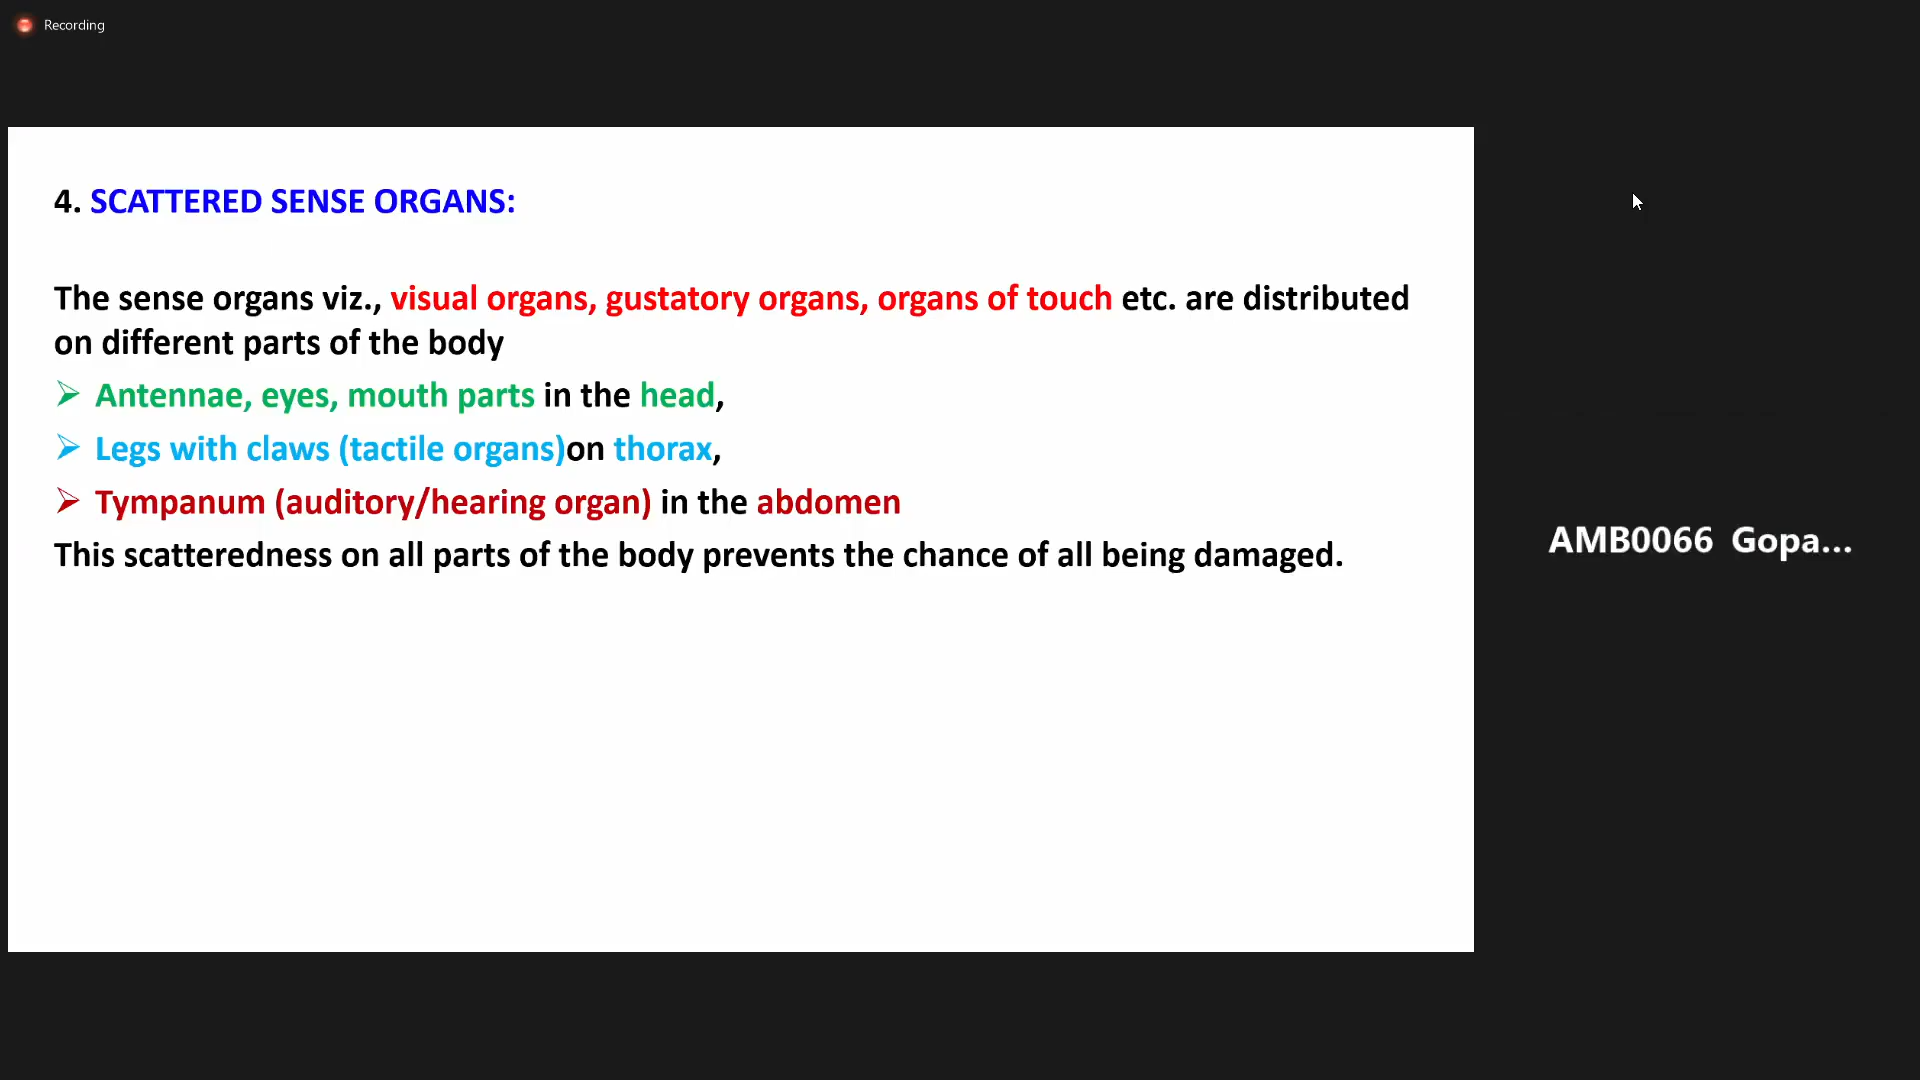 Recording
4. SCATTERED SENSE ORGANS:
The sense organs viz., visual organs, gustatory organs, organs of touch etc. are distributed
on different parts of the body
➢ Antennae, eyes, mouth parts in the head,
➢ Legs with claws (tactile organs)on thorax,
➢ Tympanum (auditory/hearing organ) in the abdomen
This scatteredness on all parts of the body prevents the chance of all being damaged.
AMB0066 Gopa...